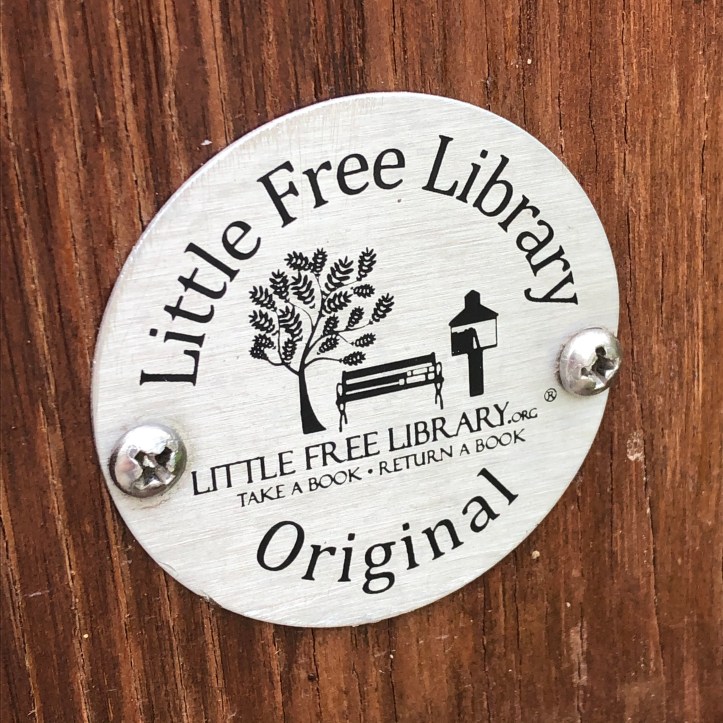 Little Free Library
®
LITTLE FREE LIBRARY.ORG
TAKE A BOOK • RETURN A BOOK
Original